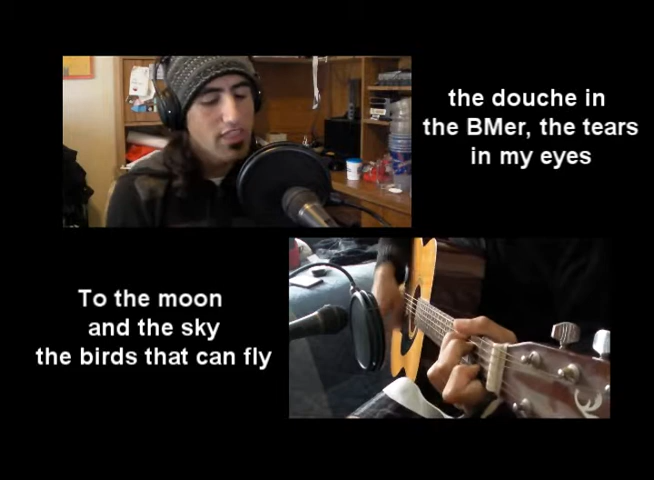 the douche in
the BMer, the tears
in my eyes
To the moon
and the sky
the birds that can fly